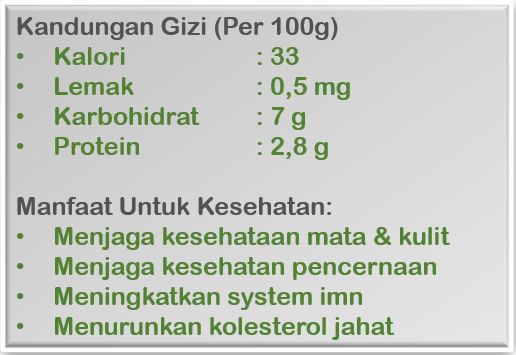 Kandungan Gizi (Per 100g)
• Kalori : 33
• Lemak : 0,5 mg
• Karbohidrat : 7 g
• Protein : 2,8 g
Manfaat Untuk Kesehatan:
• Menjaga kesehataan mata & kulit
• Menjaga kesehatan pencernaan
• Meningkatkan system imn
• Menurunkan kolesterol jahat